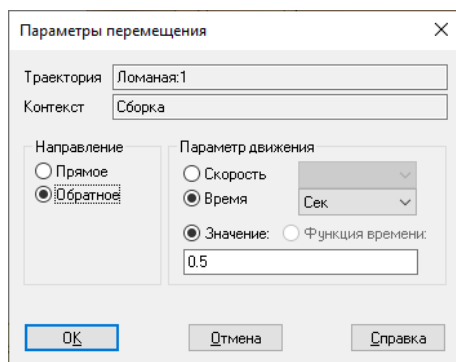 Параметры перемещения
Траектория Ломаная:1
Контекст Сборка
Направление
Прямое
Обратное
Параметр движения
Скорость
Время Сек
Значение: Функция времени:
0.5
OK Отмена Справка